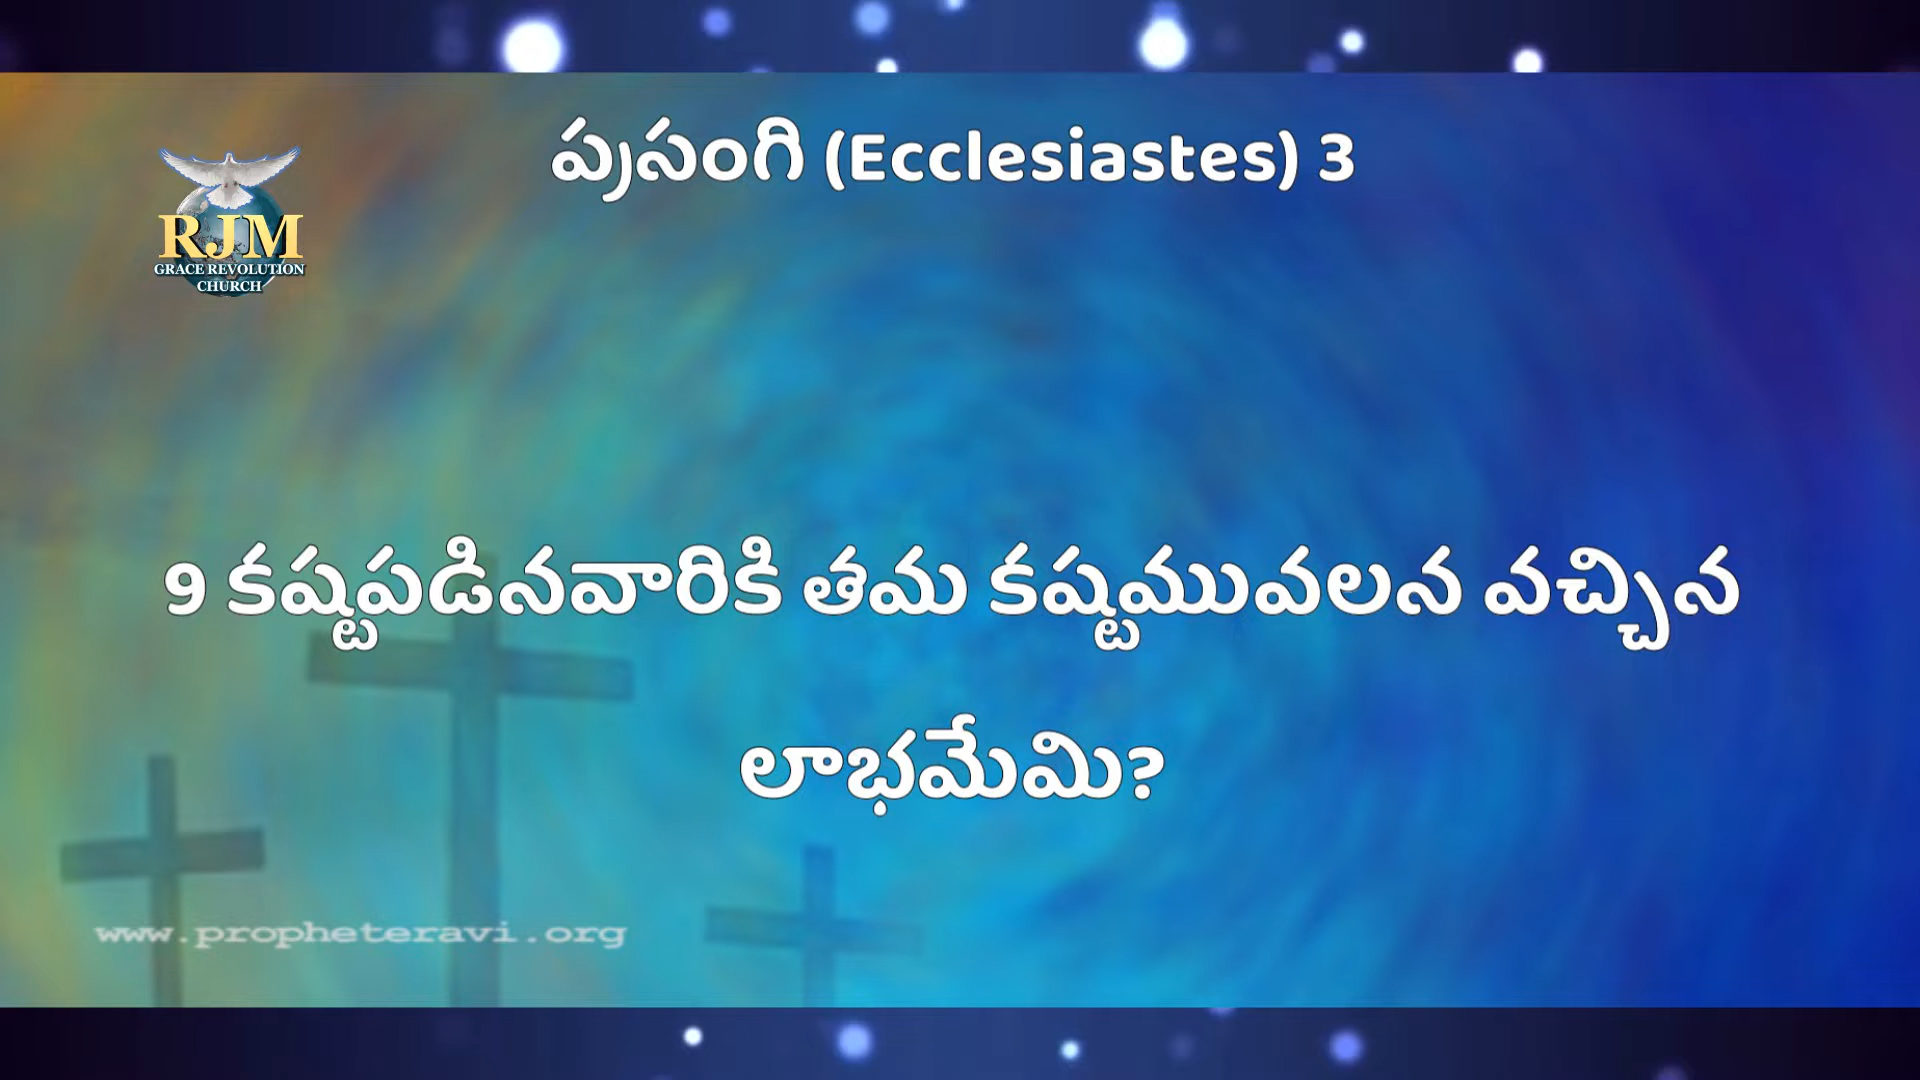 ప్రసంగి (Ecclesiastes) 3
RJM
GRACE REVOLUTION
CHURCH
9 కష్టపడినవారికి తమ కష్టమువలన వచ్చిన
లాభమేమి?
www.propheteravi.org